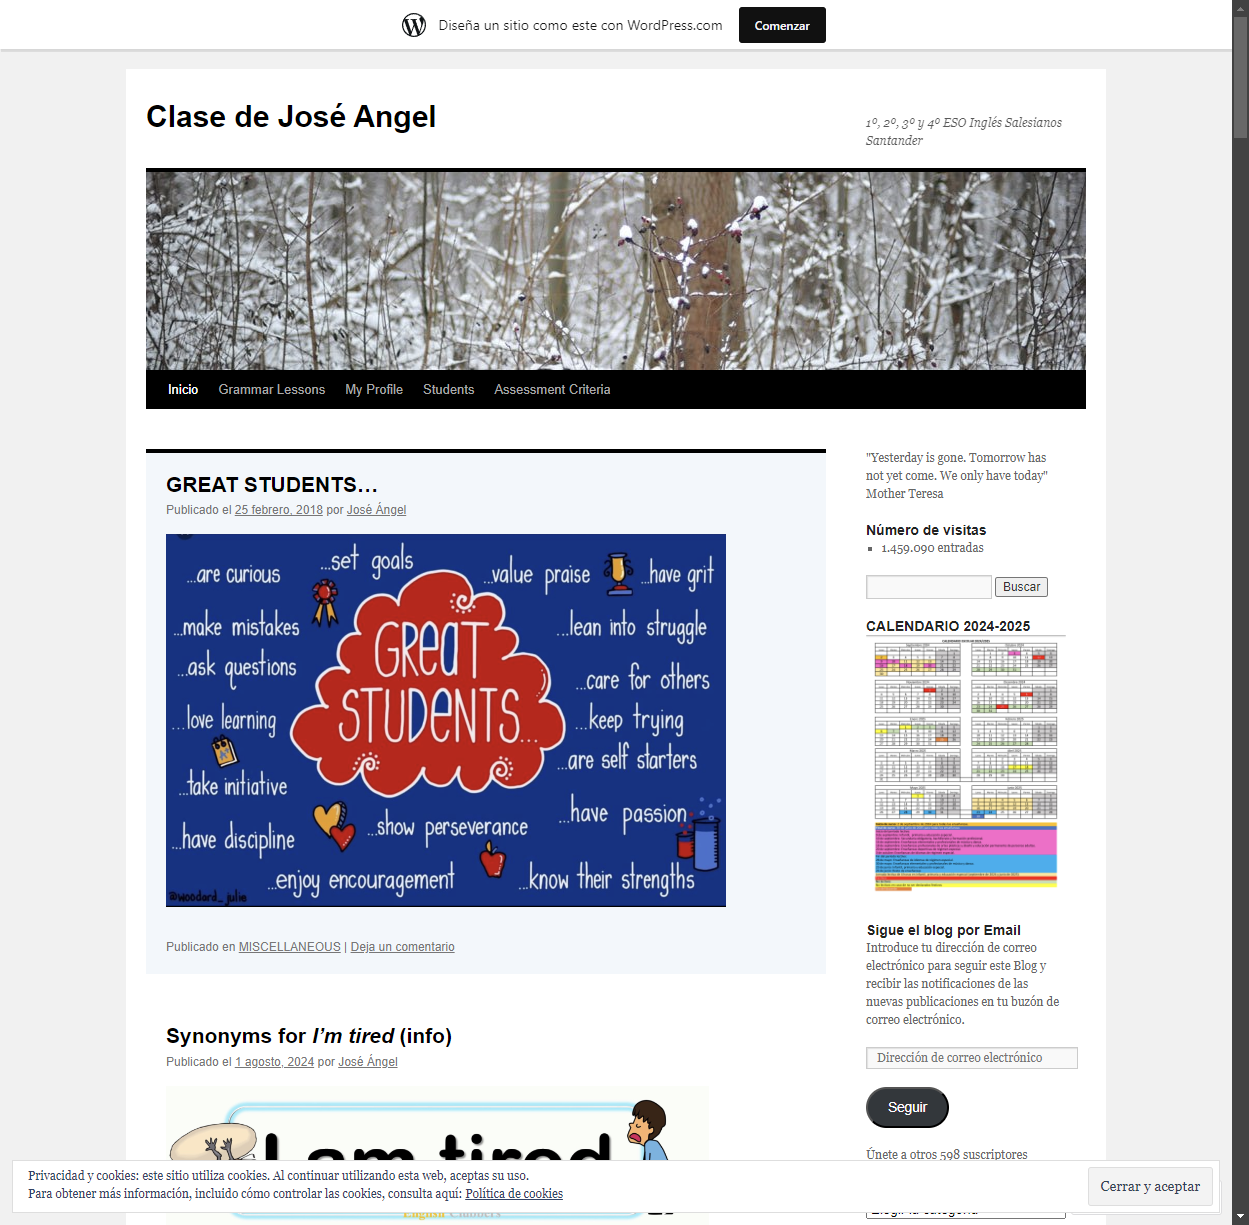 Diseña un sitio como este con WordPress.com
Comenzar
Clase de José Angel
1º, 2º, 3º y 4º ESO Inglés Salesianos
Santander
Inicio
Grammar Lessons
My Profile
Students
Assessment Criteria
GREAT STUDENTS…
Publicado el 25 febrero, 2018 por José Ángel
...are curious
...set goals
...value praise
...have grit
...make mistakes
...lean into struggle
...ask questions
GREAT
STUDENTS...
...care for others
...love learning
...keep trying
...are self starters
...take initiative
...have passion
...have discipline
...show perseverance
...enjoy encouragement
...know their strengths
@woodard_julie
Publicado en MISCELLANEOUS | Deja un comentario
Synonyms for I’m tired (info)
Publicado el 1 agosto, 2024 por José Ángel
I am tired
English Clubbers
"Yesterday is gone. Tomorrow has
not yet come. We only have today"
Mother Teresa
Número de visitas
1.459.090 entradas
Buscar
CALENDARIO 2024-2025
Sigue el blog por Email
Introduce tu dirección de correo
electrónico para seguir este Blog y
recibir las notificaciones de las
nuevas publicaciones en tu buzón de
correo electrónico.
Dirección de correo electrónico
Seguir
Únete a otros 598 suscriptores
Elegir la categoría
Privacidad y cookies: este sitio utiliza cookies. Al continuar utilizando esta web, aceptas su uso.
Para obtener más información, incluido cómo controlar las cookies, consulta aquí: Política de cookies
Cerrar y aceptar